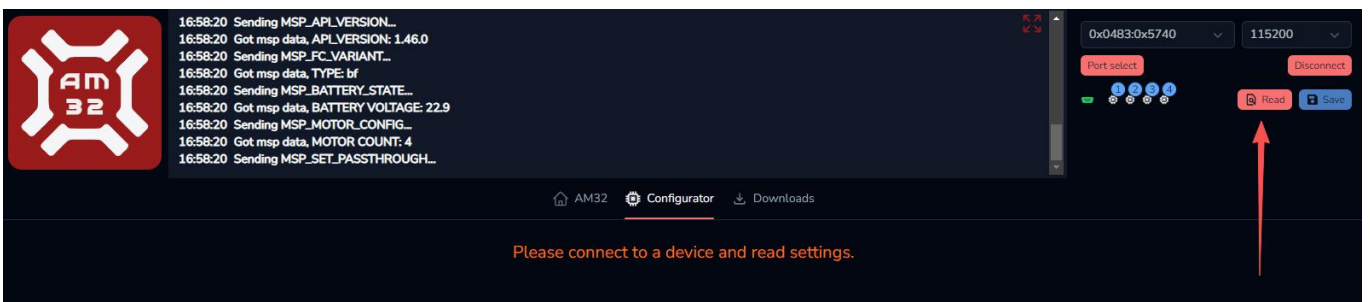 AM
32
16:58:20 Sending MSP_API_VERSION...
16:58:20 Got msp data, API_VERSION: 1.46.0
16:58:20 Sending MSP_FC_VARIANT...
16:58:20 Got msp data, TYPE: bf
16:58:20 Sending MSP_BATTERY_STATE...
16:58:20 Got msp data, BATTERY VOLTAGE: 22.9
16:58:20 Sending MSP_MOTOR_CONFIG...
16:58:20 Got msp data, MOTOR COUNT: 4
16:58:20 Sending MSP_SET_PASSTHROUGH...
0x0483:0x5740 115200
Port select Disconnect
1 2 3 4
Read Save
AM32 Configurator Downloads
Please connect to a device and read settings.